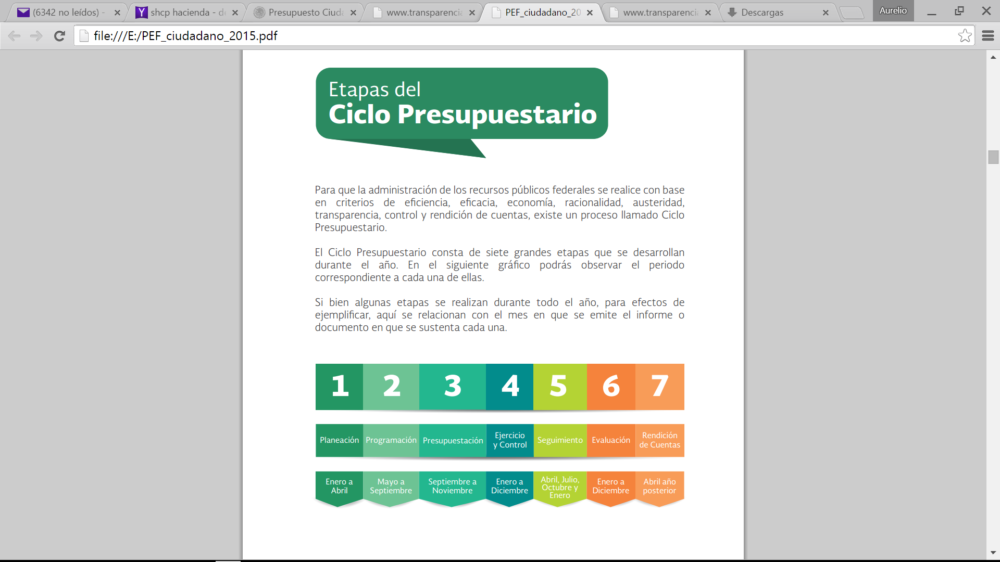 (6342 no leídos) -
shcp hacienda - de
Presupuesto Ciuda
www.transparencia
PEF_ciudadano_20
www.transparencia
Descargas
Aurelio
file:///E:/PEF_ciudadano_2015.pdf
Etapas del
Ciclo Presupuestario
Para que la administración de los recursos públicos federales se realice con base
en criterios de eficiencia, eficacia, economía, racionalidad, austeridad,
transparencia, control y rendición de cuentas, existe un proceso llamado Ciclo
Presupuestario.
El Ciclo Presupuestario consta de siete grandes etapas que se desarrollan
durante el año. En el siguiente gráfico podrás observar el periodo
correspondiente a cada una de ellas.
Si bien algunas etapas se realizan durante todo el año, para efectos de
ejemplificar, aquí se relacionan con el mes en que se emite el informe o
documento en que se sustenta cada una.
1 2 3 4 5 6 7
Planeación
Programación
Presupuestación
Ejercicio
y Control
Seguimiento
Evaluación
Rendición
de Cuentas
Enero a
Abril
Mayo a
Septiembre
Septiembre a
Noviembre
Enero a
Diciembre
Abril, Julio,
Octubre y
Enero
Enero a
Diciembre
Abril año
posterior